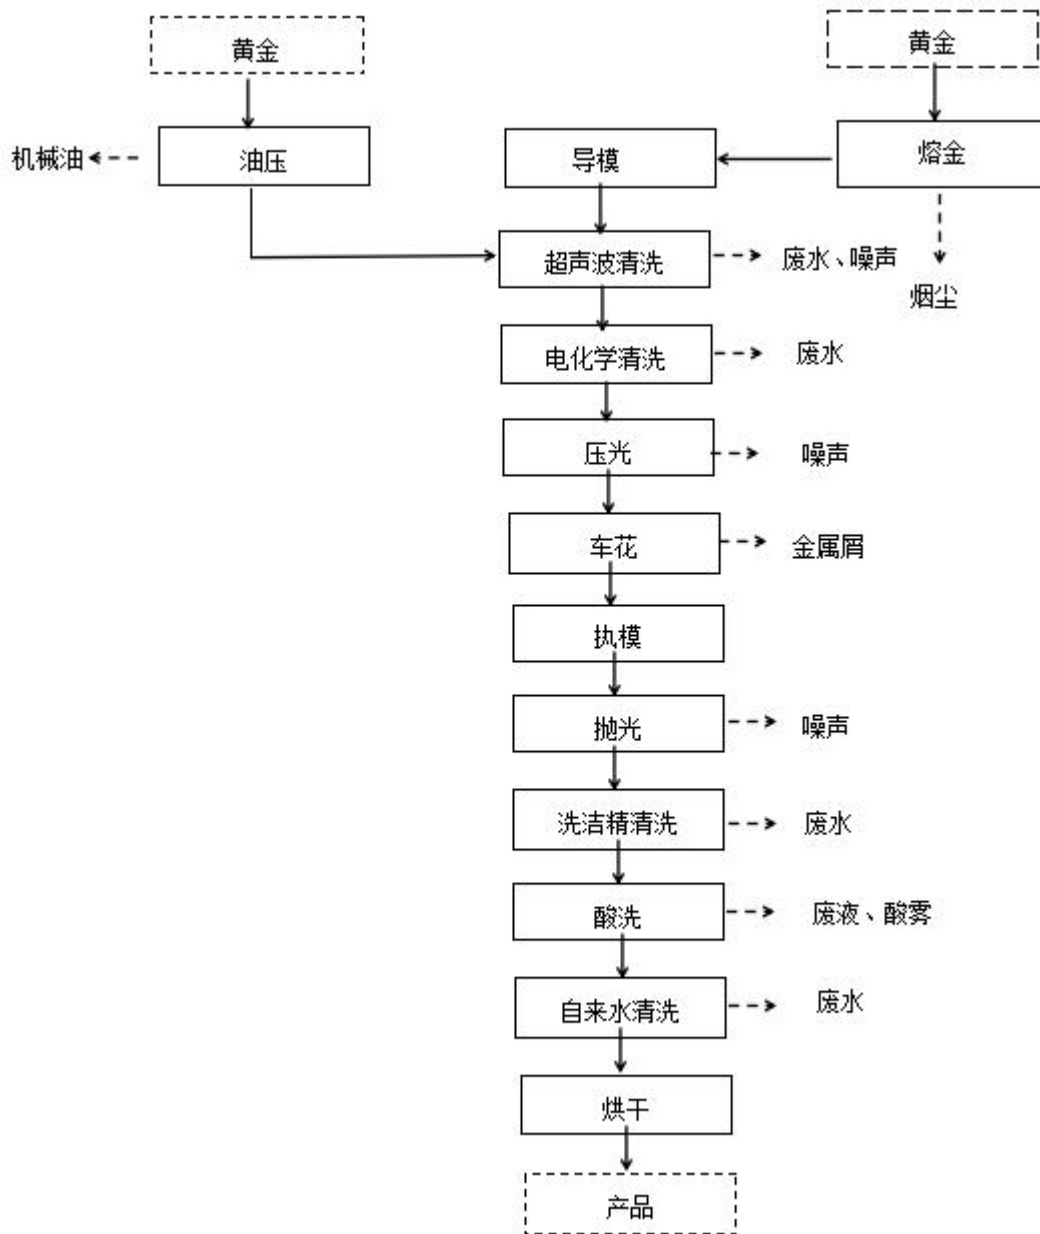 黄金
黄金
机械油
油压
导模
熔金
超声波清洗
废水、噪声
烟尘
电化学清洗
废水
压光
噪声
车花
金属屑
执模
抛光
噪声
洗洁精清洗
废水
酸洗
废液、酸雾
自来水清洗
废水
烘干
产品